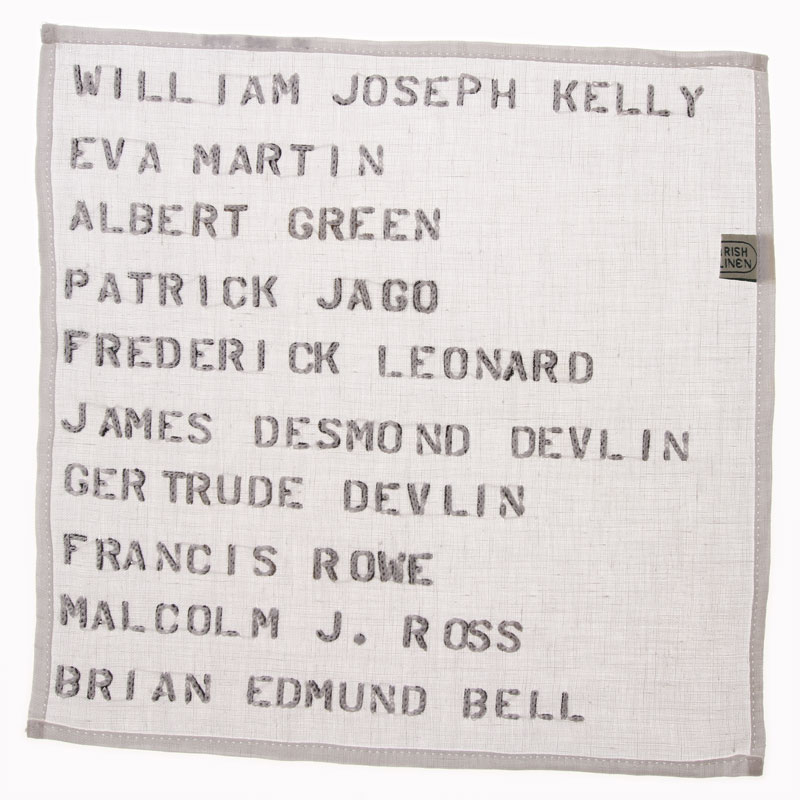 WILLIAM JOSEPH KELLY
EVA MARTIN
ALBERT GREEN
PATRICK JAGO
FREDERICK LEONARD
JAMES DESMOND DEVLIN
GERTRUDE DEVLIN
FRANCIS ROWE
MALCOLM J. ROSS
BRIAN EDMUND BELL
IRISH
LINEN